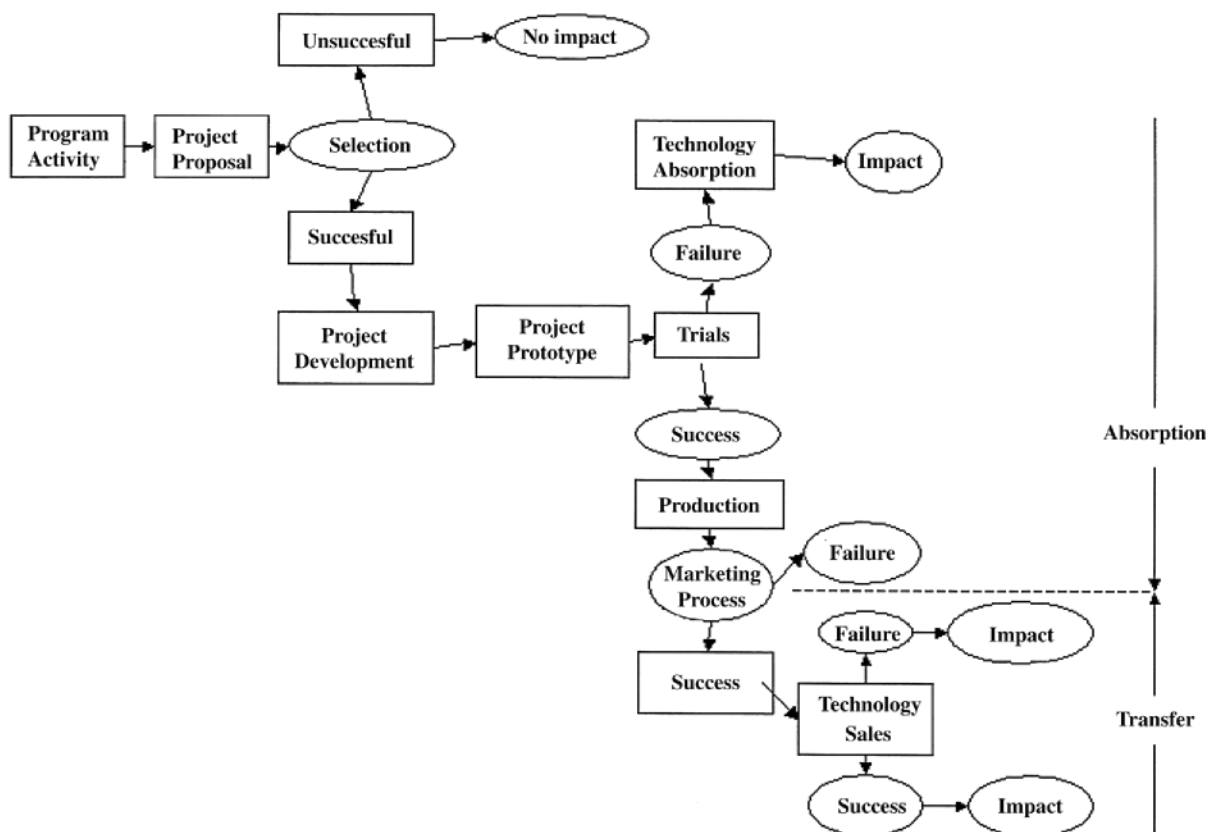 Unsuccesful
No impact
Program
Activity
Project
Proposal
Selection
Technology
Absorption
Impact
Succesful
Failure
Project
Development
Project
Prototype
Trials
Success
Absorption
Production
Marketing
Process
Failure
Failure
Impact
Success
Technology
Sales
Transfer
Success
Impact